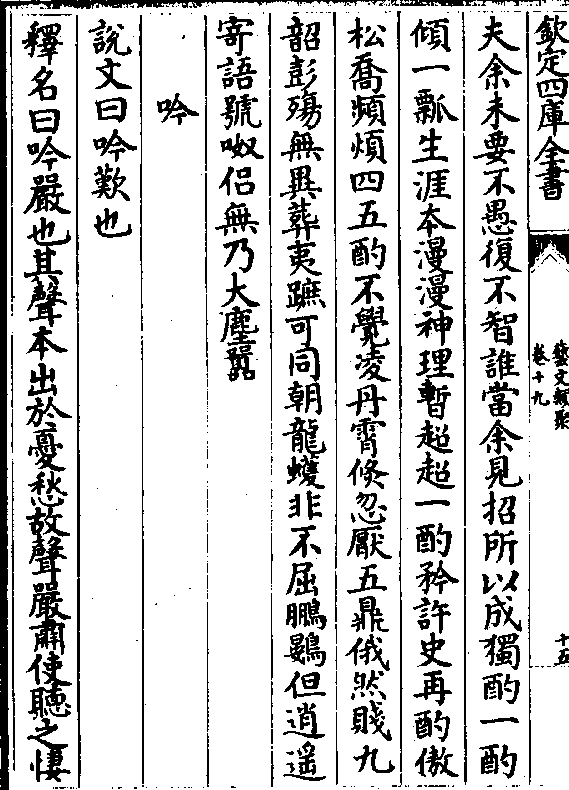 欽定四庫全書
藝文類聚
卷十九
十五
夫余未要不愚復不智誰當余見招所以成獨酌一酌
傾一瓢生涯本漫漫神理暫超超一酌矜許史再酌傲
松喬頻煩四五酌不覺凌丹霄倐忽厭五鼎俄然賤九
韶彭殤無異葬夷蹠可同朝龍蠖非不屈鵬鷃但逍遥
寄語號呶侣無乃大塵嚣
吟
說文曰吟歎也
釋名曰吟嚴也其聲本出於憂愁故聲嚴肅使聽之悽